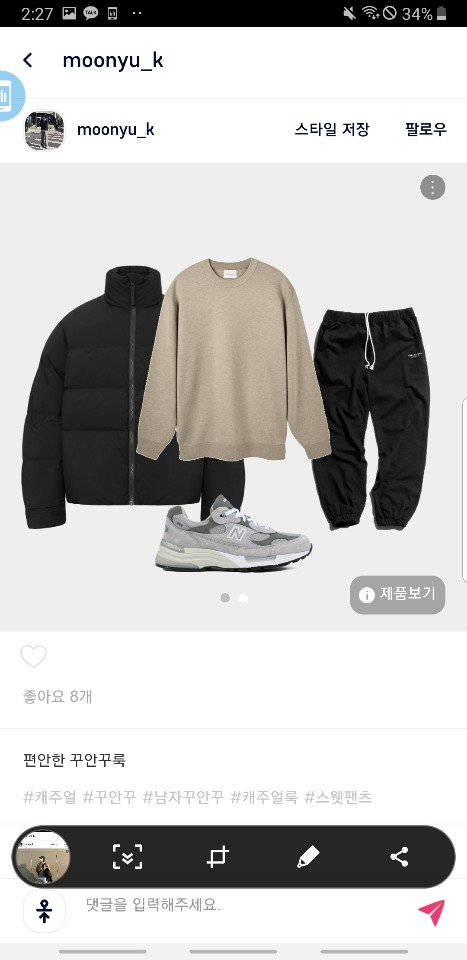 2:27
34%
moonyu_k
moonyu_k
스타일 저장
팔로우
N
제품보기
좋아요 8개
편안한 꾸안꾸룩
#캐주얼 #꾸안꾸 #남자꾸안꾸 #캐주얼룩 #스웻팬츠
댓글을 입력해주세요.